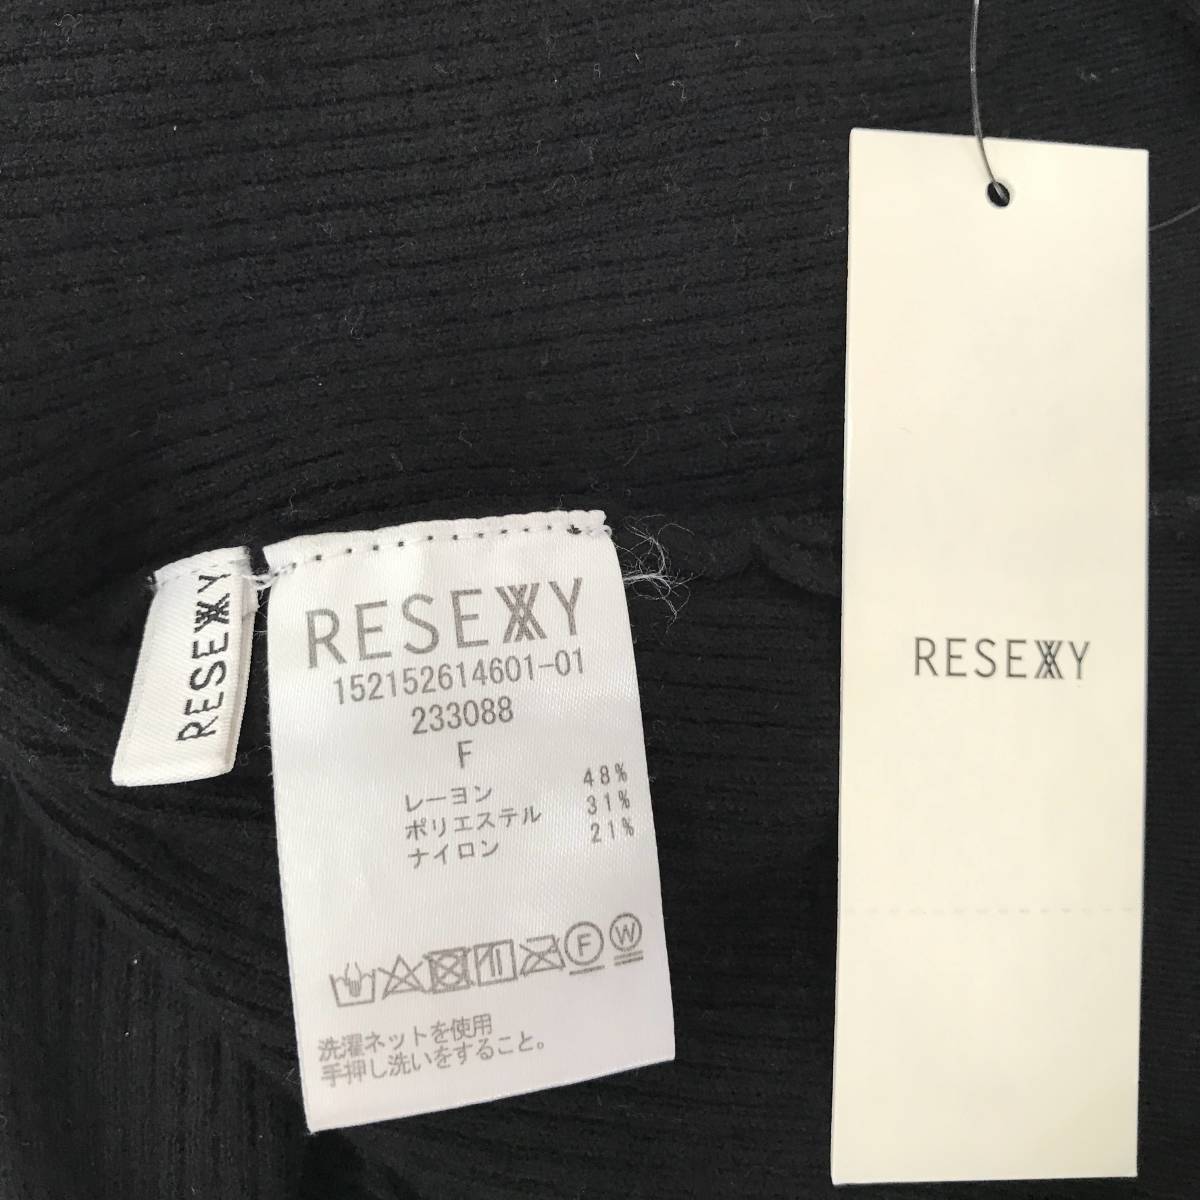 RESEXXY
RESEXXY
152152614601-01
233088
F
レーヨン 48%
ポリエステル 31%
ナイロン 21%
F
W
洗濯ネットを使用
手押し洗いをすること。
RESEXXY